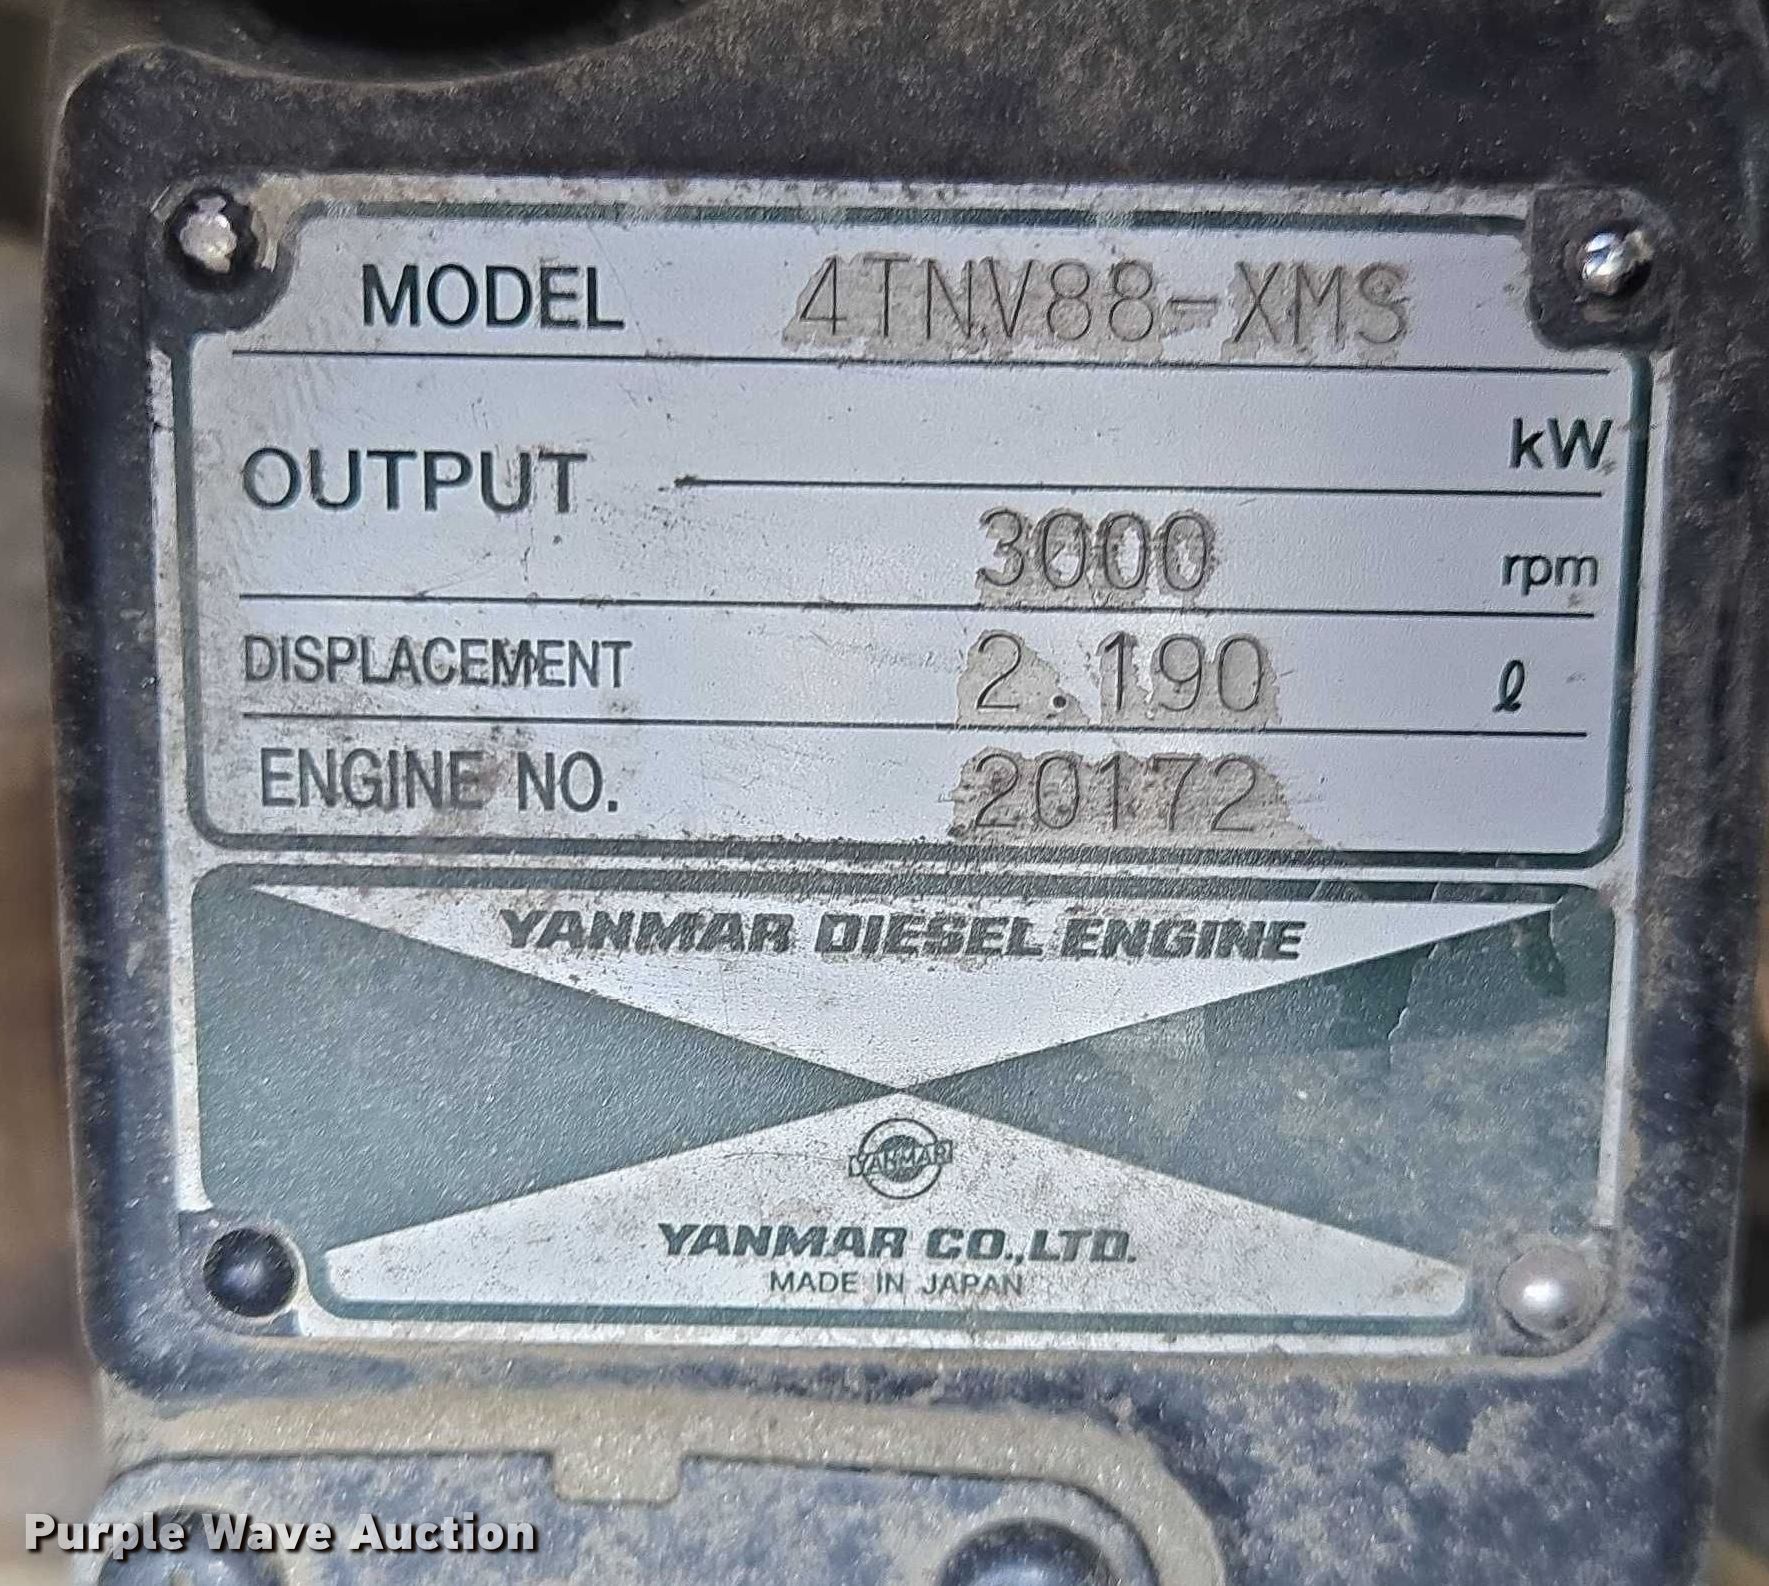 MODEL 4TNV88-XMS
OUTPUT kW
3000 rpm
DISPLACEMENT 2.190 ℓ
ENGINE NO. 20172
YANMAR DIESEL ENGINE
YANMAR
YANMAR CO.,LTD.
MADE IN JAPAN
Purple Wave Auction